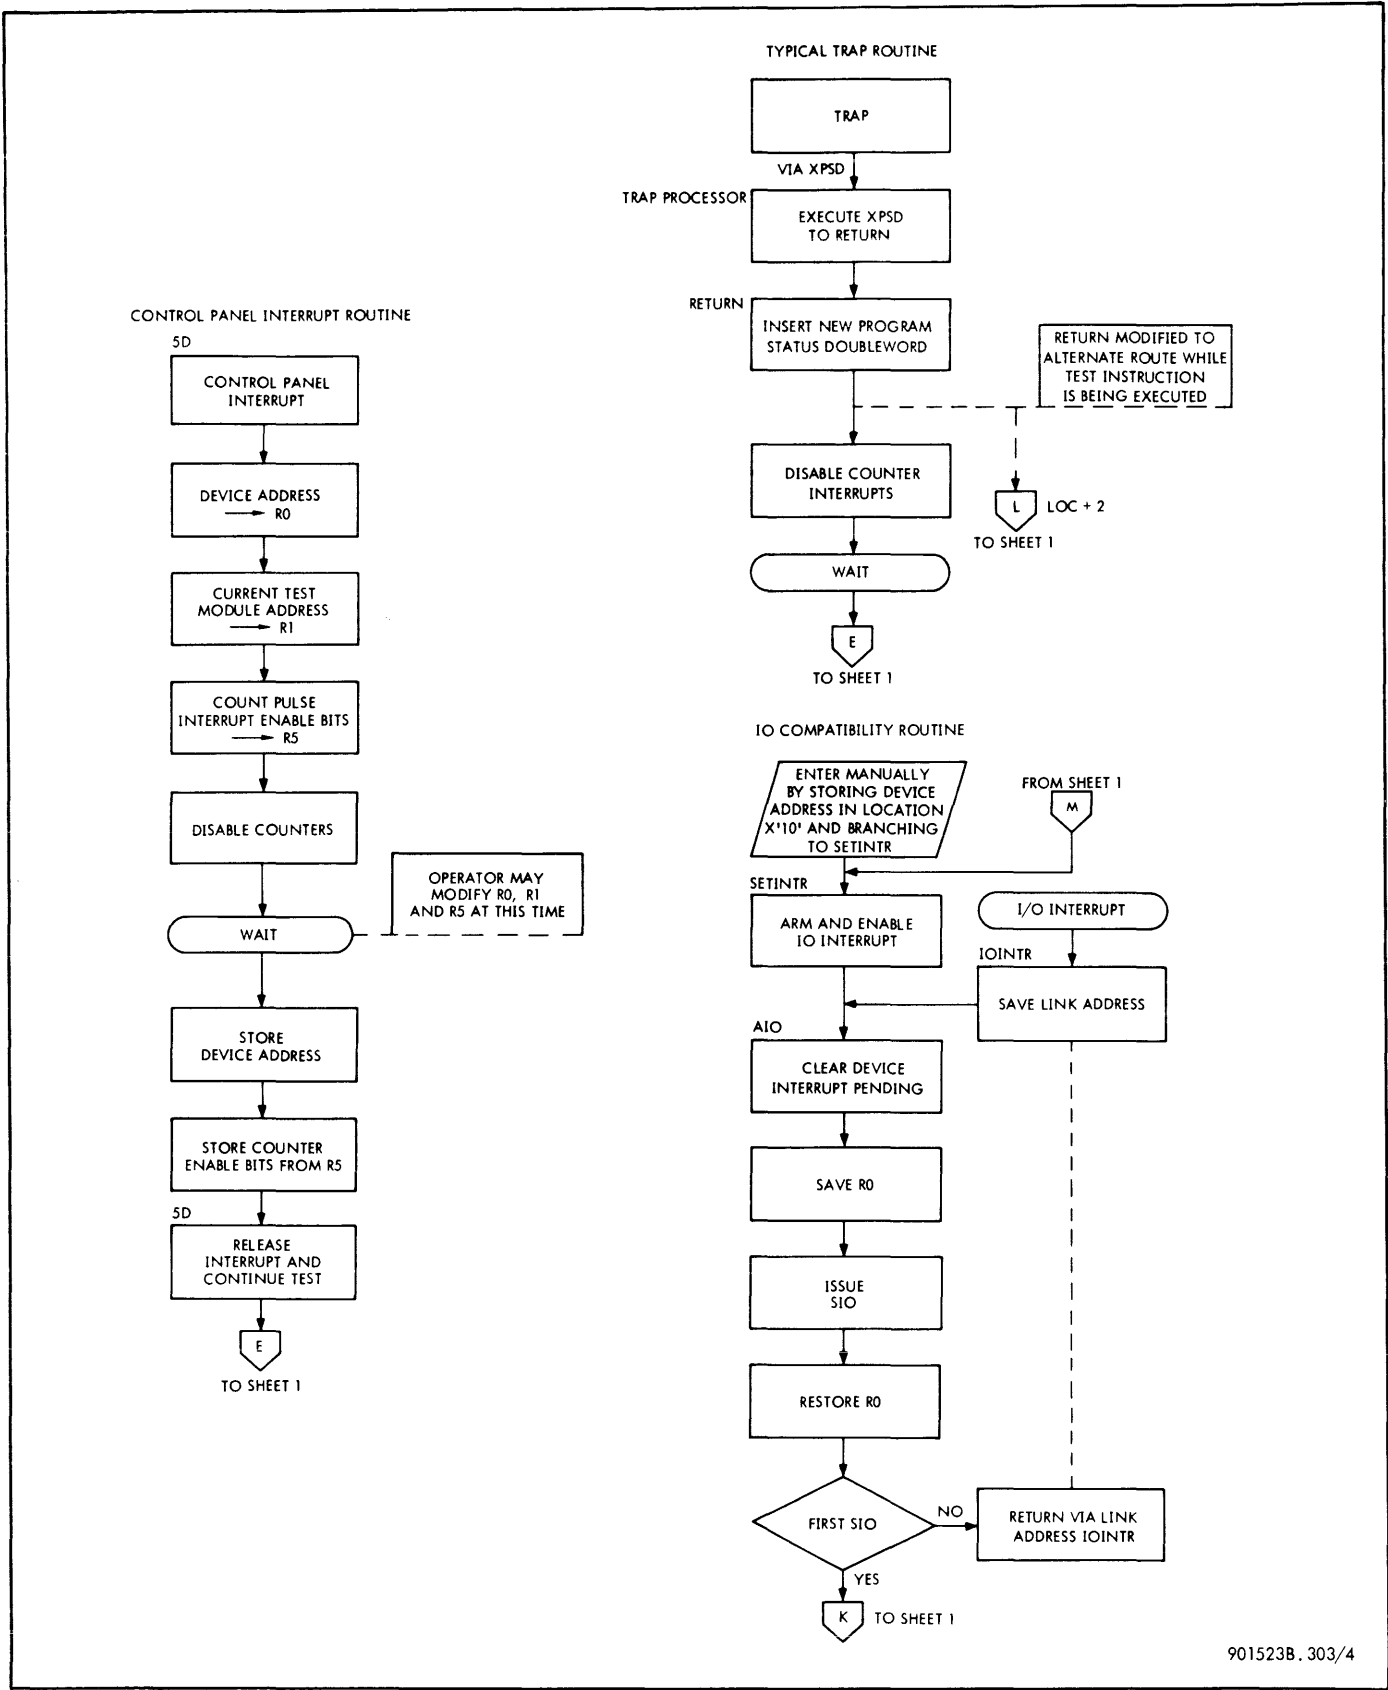 TYPICAL TRAP ROUTINE
TRAP
VIA XPSD
TRAP PROCESSOR
EXECUTE XPSD
TO RETURN
RETURN
INSERT NEW PROGRAM
STATUS DOUBLEWORD
RETURN MODIFIED TO
ALTERNATE ROUTE WHILE
TEST INSTRUCTION
IS BEING EXECUTED
DISABLE COUNTER
INTERRUPTS
L
LOC + 2
TO SHEET 1
WAIT
E
TO SHEET 1
CONTROL PANEL INTERRUPT ROUTINE
5D
CONTROL PANEL
INTERRUPT
DEVICE ADDRESS
→ R0
CURRENT TEST
MODULE ADDRESS
→ R1
COUNT PULSE
INTERRUPT ENABLE BITS
→ R5
DISABLE COUNTERS
OPERATOR MAY
MODIFY R0, R1
AND R5 AT THIS TIME
WAIT
STORE
DEVICE ADDRESS
STORE COUNTER
ENABLE BITS FROM R5
5D
RELEASE
INTERRUPT AND
CONTINUE TEST
E
TO SHEET 1
IO COMPATIBILITY ROUTINE
ENTER MANUALLY
BY STORING DEVICE
ADDRESS IN LOCATION
X'10' AND BRANCHING
TO SETINTR
FROM SHEET 1
M
SETINTR
ARM AND ENABLE
IO INTERRUPT
I/O INTERRUPT
IOINTR
SAVE LINK ADDRESS
AIO
CLEAR DEVICE
INTERRUPT PENDING
SAVE R0
ISSUE
SIO
RESTORE R0
FIRST SIO
NO
RETURN VIA LINK
ADDRESS IOINTR
YES
K
TO SHEET 1
901523B.303/4